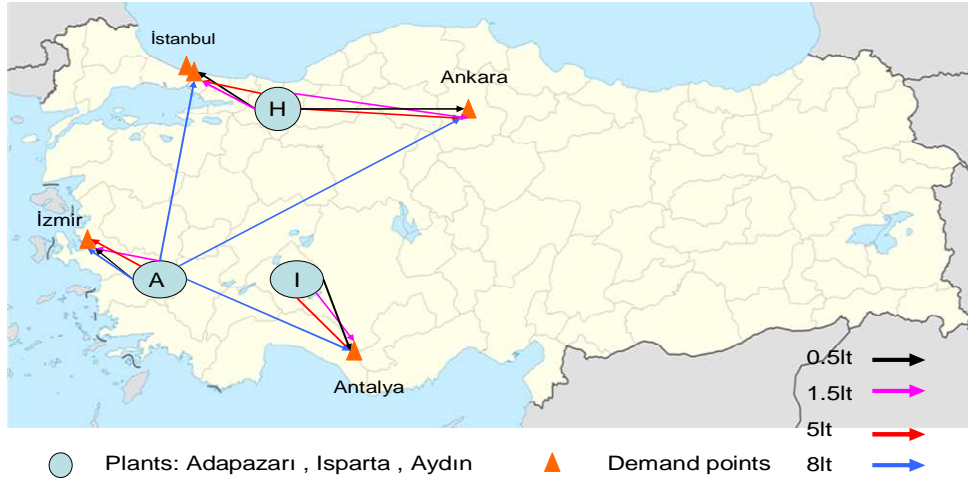 İstanbul
Ankara
H
İzmir
A
I
Antalya
0.5lt
1.5lt
5lt
8lt
Plants: Adapazarı , Isparta , Aydın
Demand points